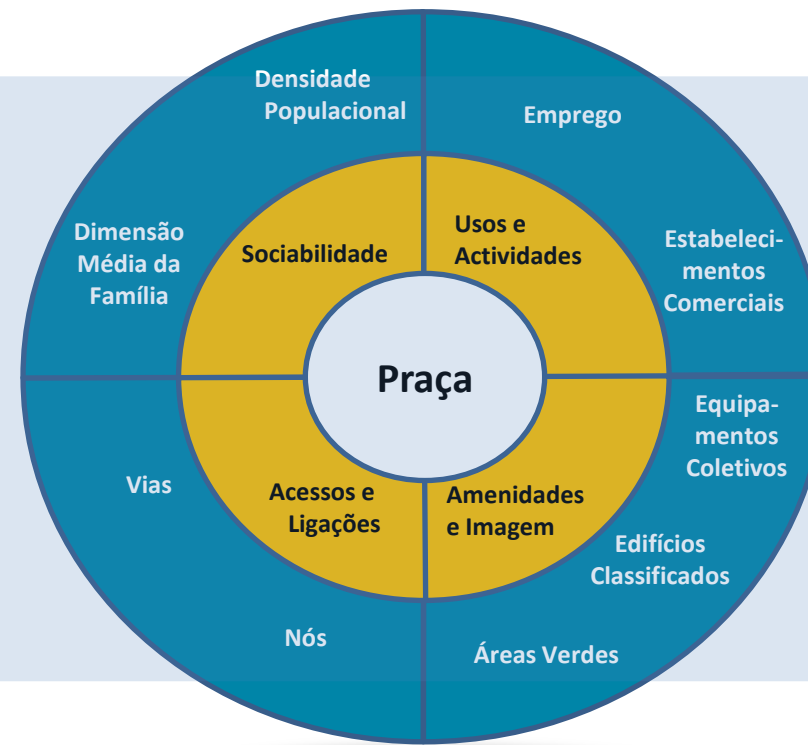 Densidade
Populacional
Emprego
Dimensão
Média da
Família
Sociabilidade
Usos e
Actividades
Estabeleci-
mentos
Comerciais
Praça
Vias
Acessos e
Ligações
Amenidades
e Imagem
Equipa-
mentos
Coletivos
Edifícios
Classificados
Nós
Áreas Verdes